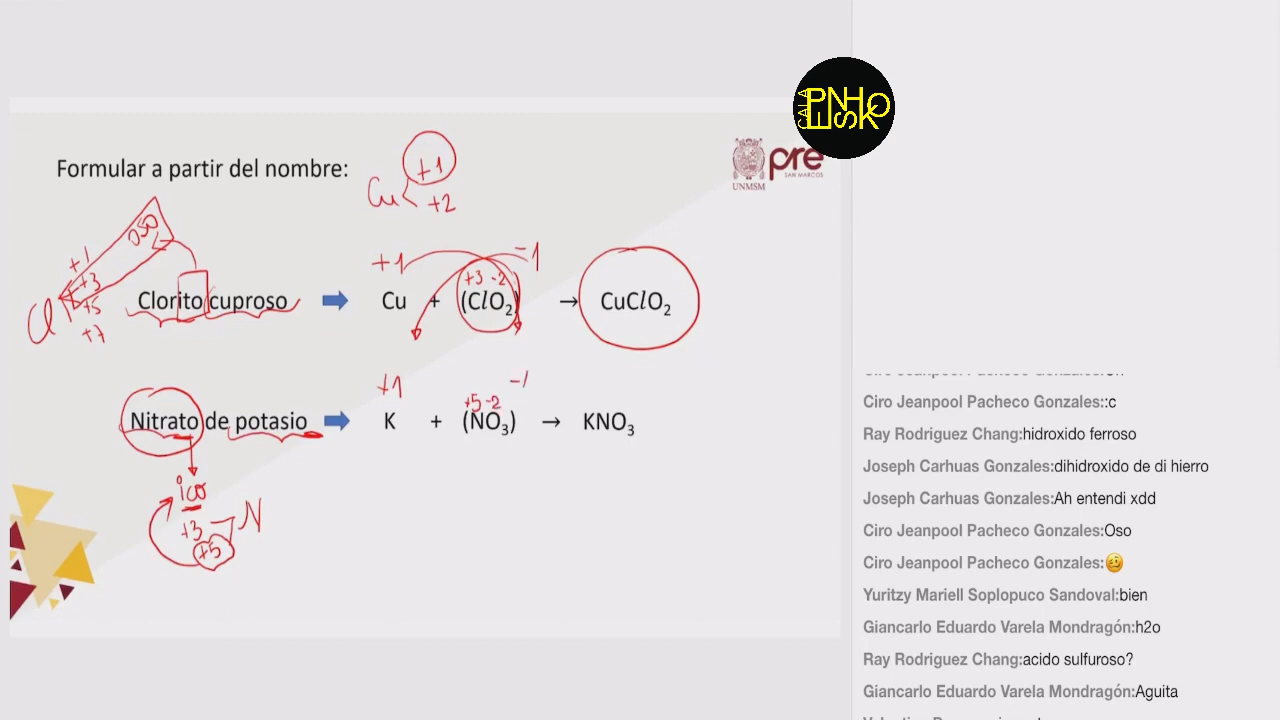 CALA
PNHO
ESK
pre
SAN MARCOS
UNMSM
Formular a partir del nombre:
Cu +1
+2
oso
+1
+3
+5
+7
Cl
Clorito cuproso
+1 -1
+3 -2
Cu + (ClO2) → CuClO2
Nitrato de potasio
+1 -1
+5 -2
K + (NO3) → KNO3
ico
+3 N
+5
Ciro Jeanpool Pacheco Gonzales::c
Ray Rodriguez Chang:hidroxido ferroso
Joseph Carhuas Gonzales:dihidroxido de di hierro
Joseph Carhuas Gonzales:Ah entendi xdd
Ciro Jeanpool Pacheco Gonzales:Oso
Ciro Jeanpool Pacheco Gonzales:🥴
Yuritzy Mariell Soplopuco Sandoval:bien
Giancarlo Eduardo Varela Mondragón:h2o
Ray Rodriguez Chang:acido sulfuroso?
Giancarlo Eduardo Varela Mondragón:Aguita